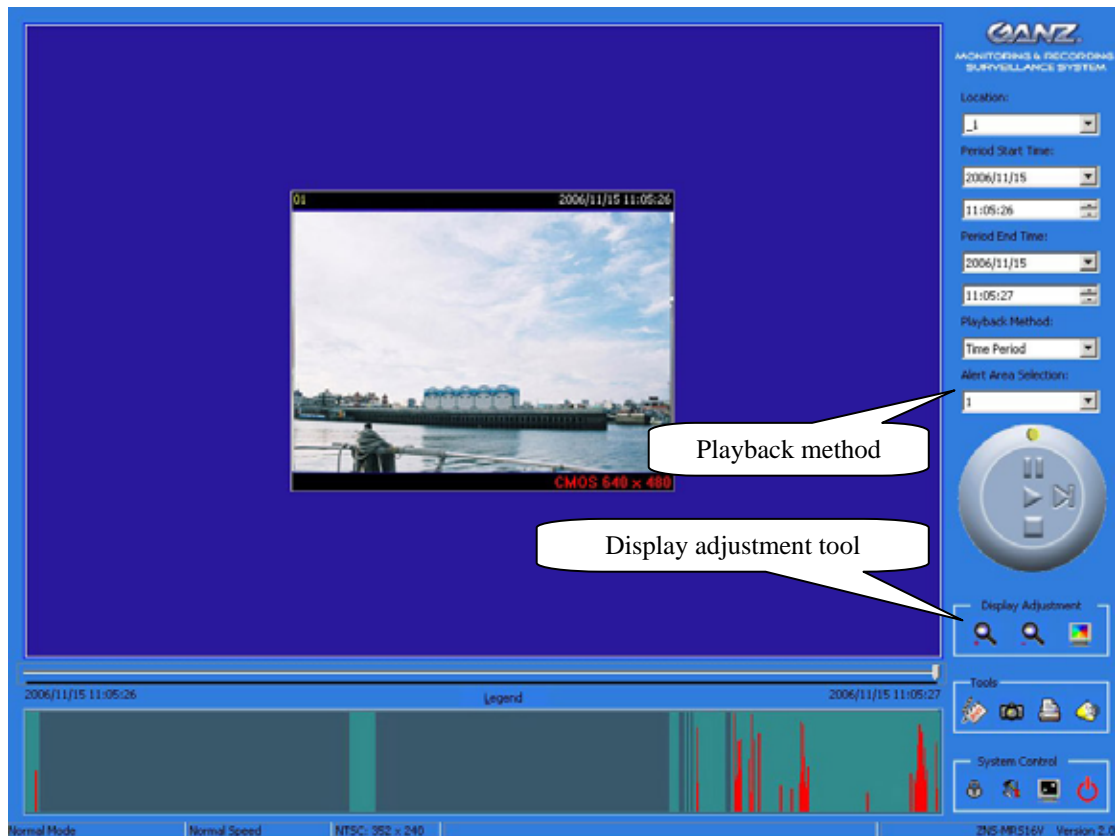 GANZ
MONITORING & RECORDING
SURVEILLANCE SYSTEM
Location:
_1
Period Start Time:
2006/11/15
11:05:26
Period End Time:
2006/11/15
11:05:27
Playback Method:
Time Period
Alert Area Selection:
1
01 2006/11/15 11:05:26
CMOS 640 x 480
Playback method
Display adjustment tool
Display Adjustment
2006/11/15 11:05:26 Legend 2006/11/15 11:05:27
Tools
System Control
Normal Mode Normal Speed NTSC: 352 x 240 ZNS-MRS16V Version